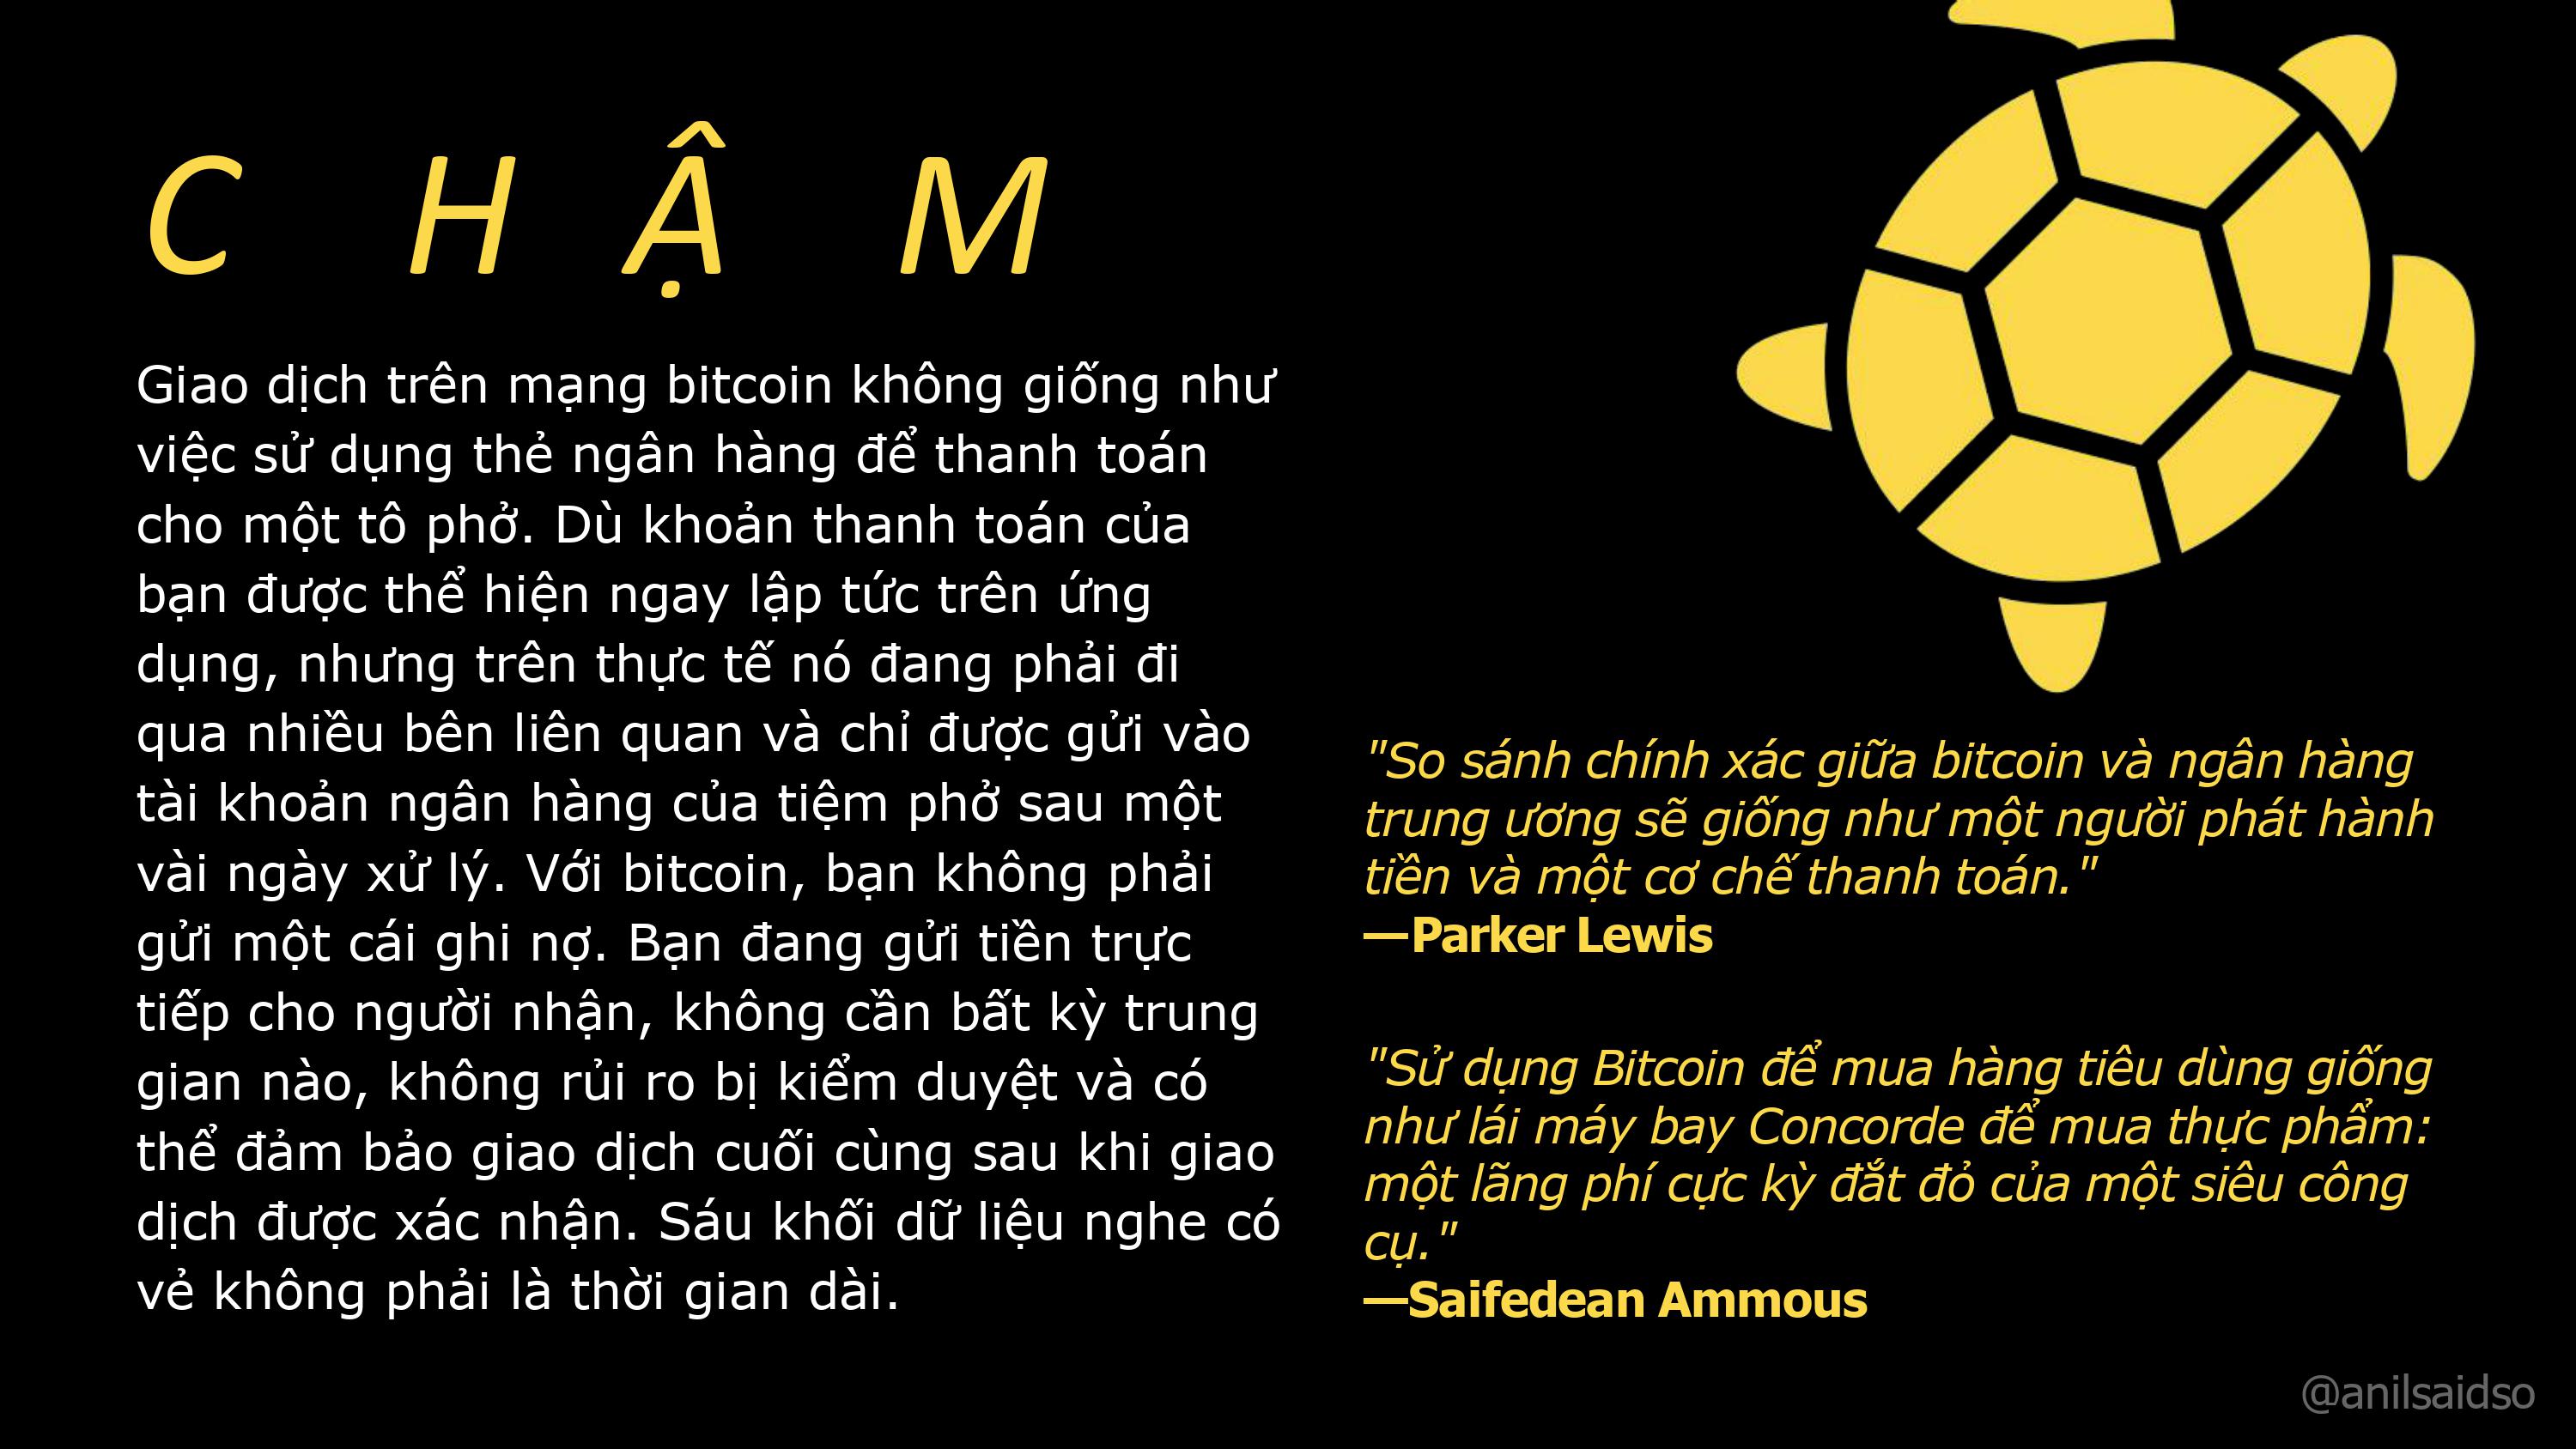 CHẬM
Giao dịch trên mạng bitcoin không giống như
việc sử dụng thẻ ngân hàng để thanh toán
cho một tô phở. Dù khoản thanh toán của
bạn được thể hiện ngay lập tức trên ứng
dụng, nhưng trên thực tế nó đang phải đi
qua nhiều bên liên quan và chỉ được gửi vào
tài khoản ngân hàng của tiệm phở sau một
vài ngày xử lý. Với bitcoin, bạn không phải
gửi một cái ghi nợ. Bạn đang gửi tiền trực
tiếp cho người nhận, không cần bất kỳ trung
gian nào, không rủi ro bị kiểm duyệt và có
thể đảm bảo giao dịch cuối cùng sau khi giao
dịch được xác nhận. Sáu khối dữ liệu nghe có
vẻ không phải là thời gian dài.
"So sánh chính xác giữa bitcoin và ngân hàng
trung ương sẽ giống như một người phát hành
tiền và một cơ chế thanh toán."
—Parker Lewis
"Sử dụng Bitcoin để mua hàng tiêu dùng giống
như lái máy bay Concorde để mua thực phẩm:
một lãng phí cực kỳ đắt đỏ của một siêu công
cụ."
—Saifedean Ammous
@anilsaidso